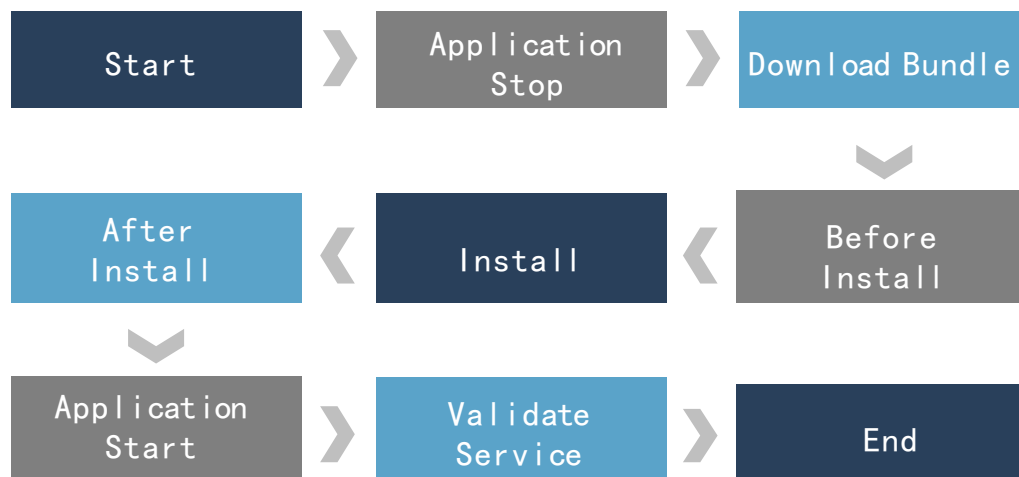 Start
Application
Stop
Download Bundle
Before
Install
Install
After
Install
Application
Start
Validate
Service
End